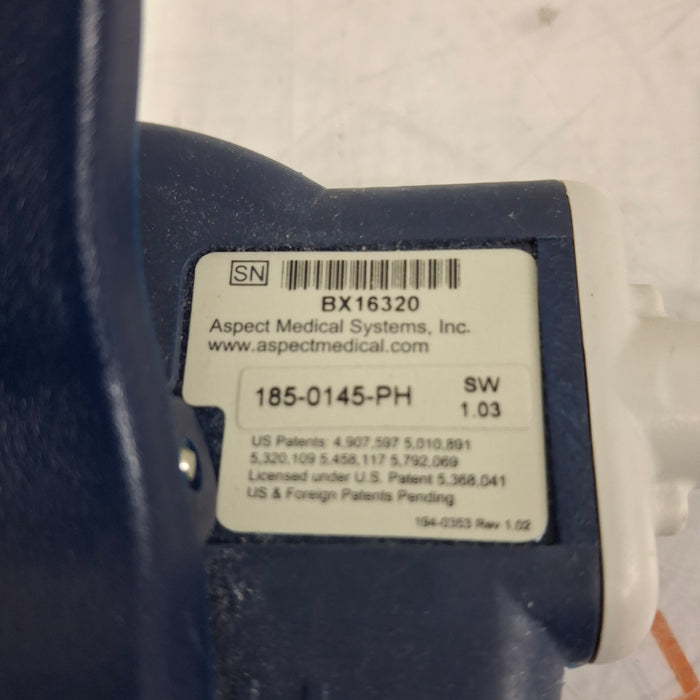 SN
BX16320
Aspect Medical Systems, Inc.
www.aspectmedical.com
185-0145-PH SW
1.03
US Patents: 4,907,597 5,010,891
5,320,109 5,458,117 5,792,069
Licensed under U.S. Patent 5,368,041
US & Foreign Patents Pending
194-0353 Rev 1.02